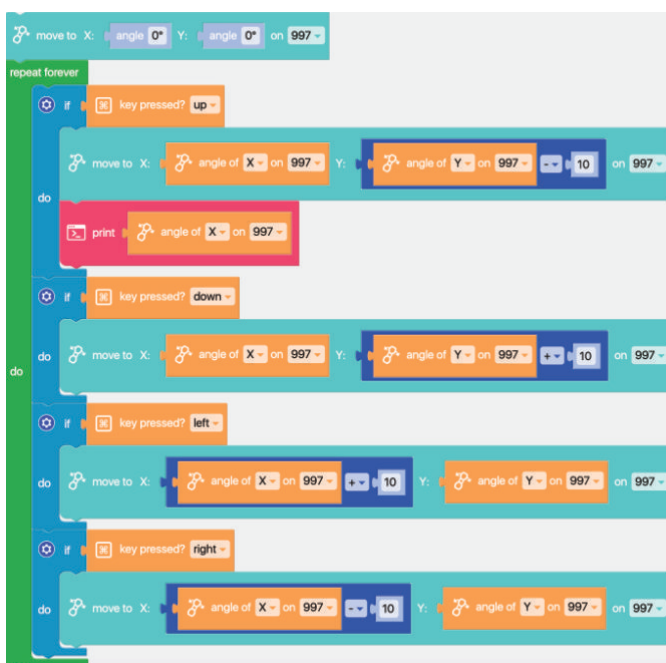 move to X: angle 0° Y: angle 0° on 997
repeat forever
if key pressed? up
move to X: angle of X on 997 Y: angle of Y on 997 - 10 on 997
do
print angle of X on 997
if key pressed? down
do move to X: angle of X on 997 Y: angle of Y on 997 + 10 on 997
do
if key pressed? left
do move to X: angle of X on 997 + 10 Y: angle of Y on 997 on 997
if key pressed? right
do move to X: angle of X on 997 - 10 Y: angle of Y on 997 on 997